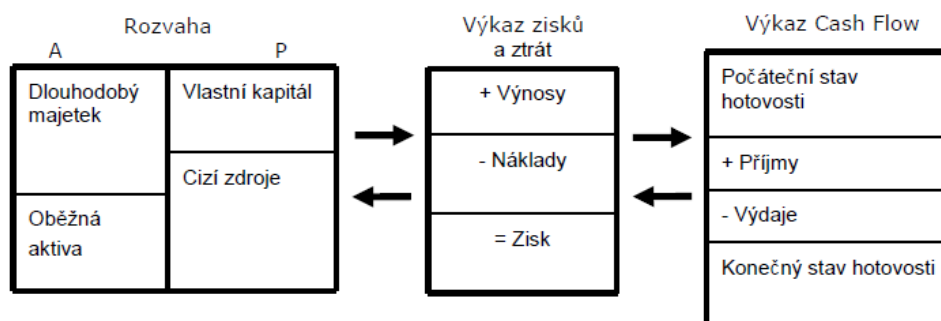 Rozvaha
A
P
Dlouhodobý
majetek
Oběžná
aktiva
Vlastní kapitál
Cizí zdroje
Výkaz zisků
a ztrát
+ Výnosy
- Náklady
= Zisk
Výkaz Cash Flow
Počáteční stav
hotovosti
+ Příjmy
- Výdaje
Konečný stav hotovosti